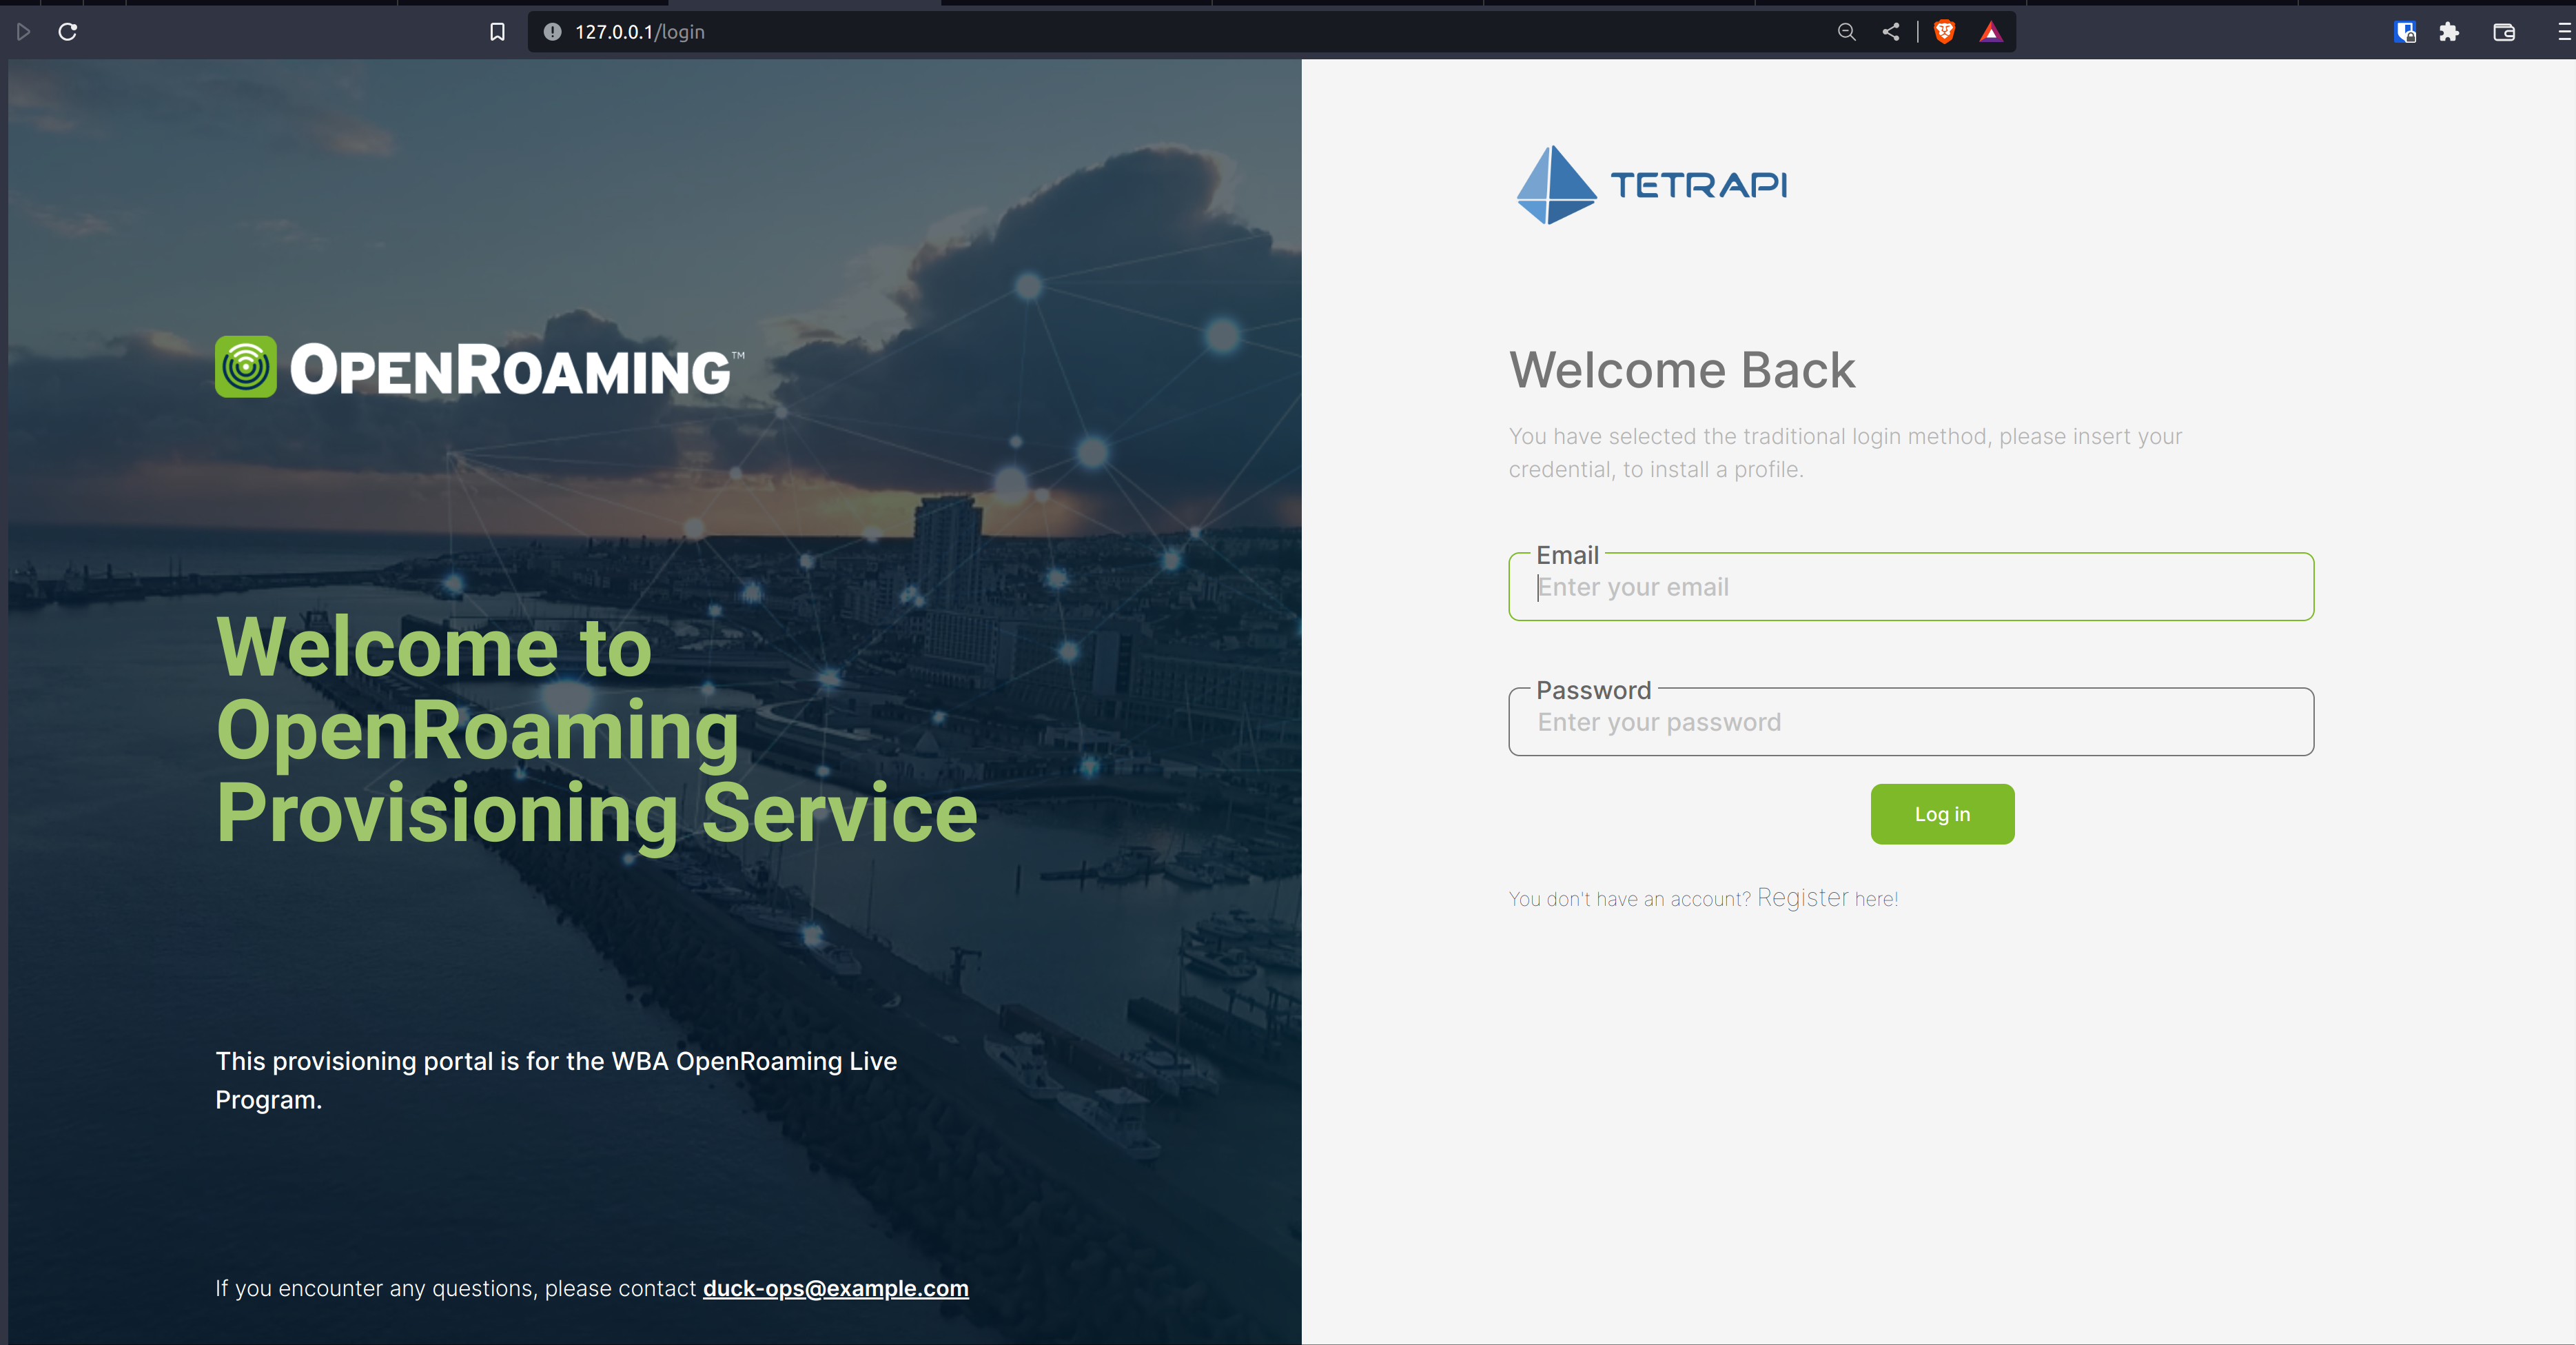 127.0.0.1/login
OPENROAMING™
Welcome to
OpenRoaming
Provisioning Service
This provisioning portal is for the WBA OpenRoaming Live
Program.
If you encounter any questions, please contact duck-ops@example.com
TETRAPI
Welcome Back
You have selected the traditional login method, please insert your
credential, to install a profile.
Email
Enter your email
Password
Enter your password
Log in
You don't have an account? Register here!